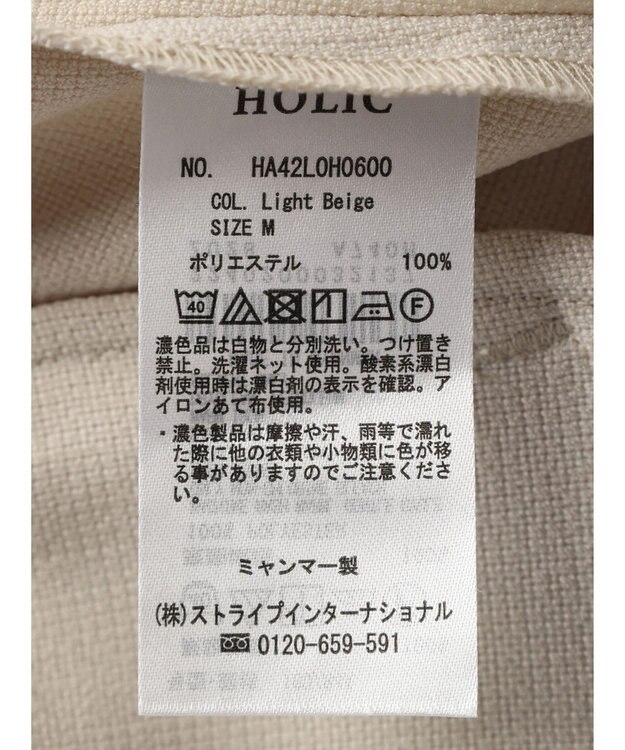 HOLIC
NO. HA42L0H0600
COL. Light Beige
SIZE M
ポリエステル 100%
40 F
濃色品は白物と分別洗い。つけ置き
禁止。洗濯ネット使用。酸素系漂白
剤使用時は漂白剤の表示を確認。ア
イロンあて布使用。
・濃色製品は摩擦や汗、雨等で濡れ
た際に他の衣類や小物類に色が移
る事がありますのでご注意くださ
い。
ミャンマー製
(株)ストライプインターナショナル
0120-659-591